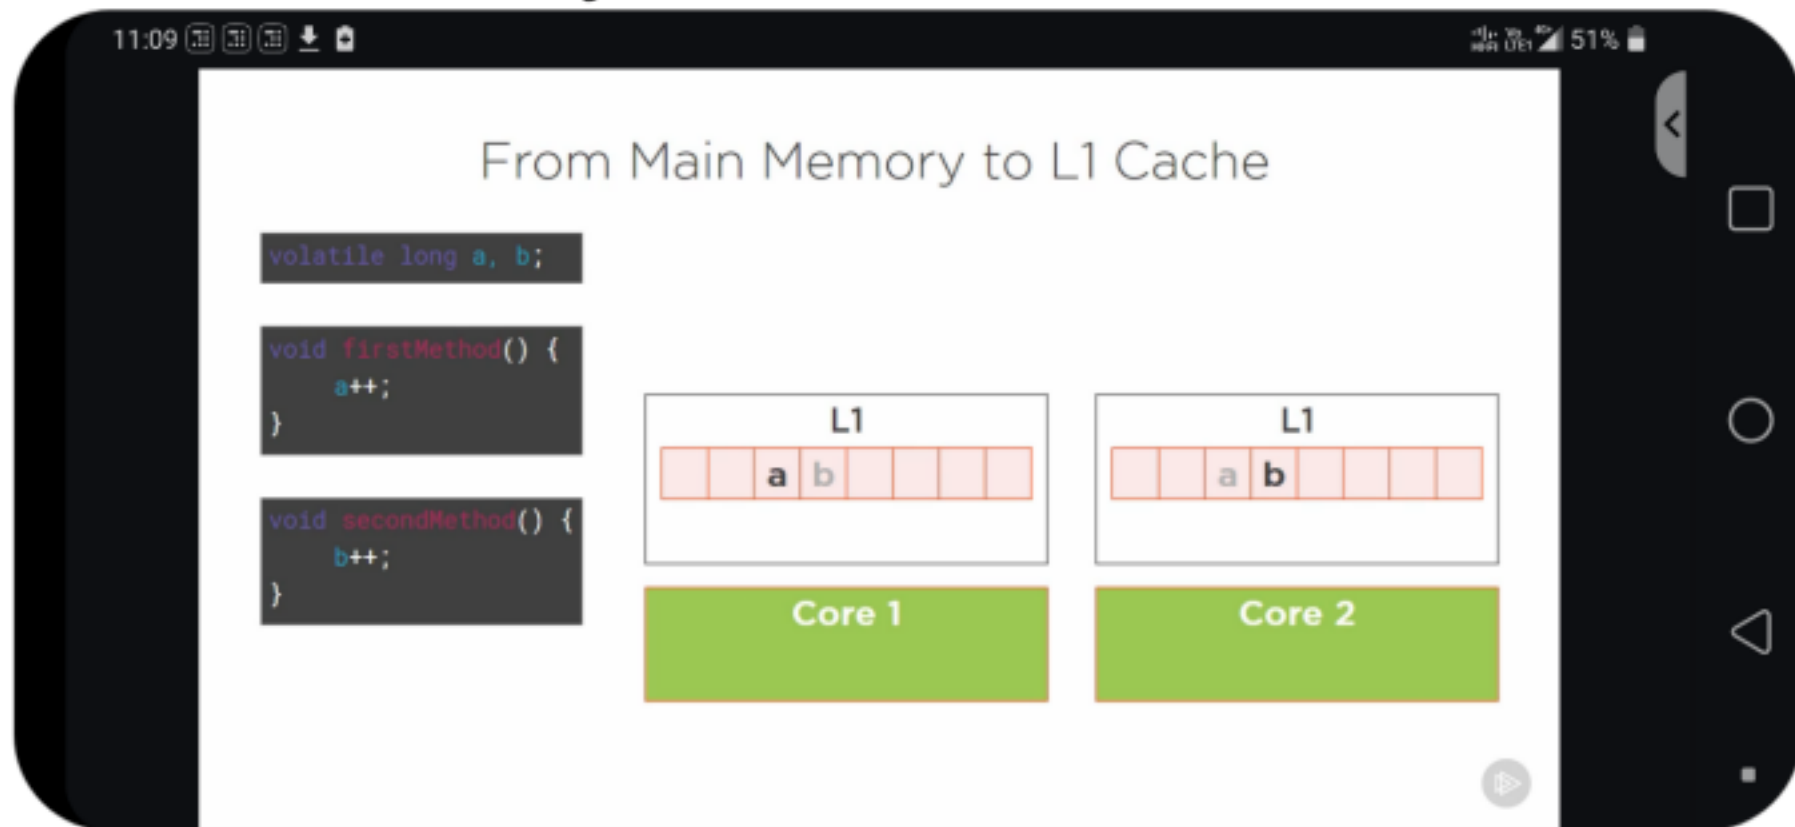 11:09
51%
From Main Memory to L1 Cache
volatile long a, b;
void firstMethod() {
a++;
}
void secondMethod() {
b++;
}
L1
a b
Core 1
L1
a b
Core 2